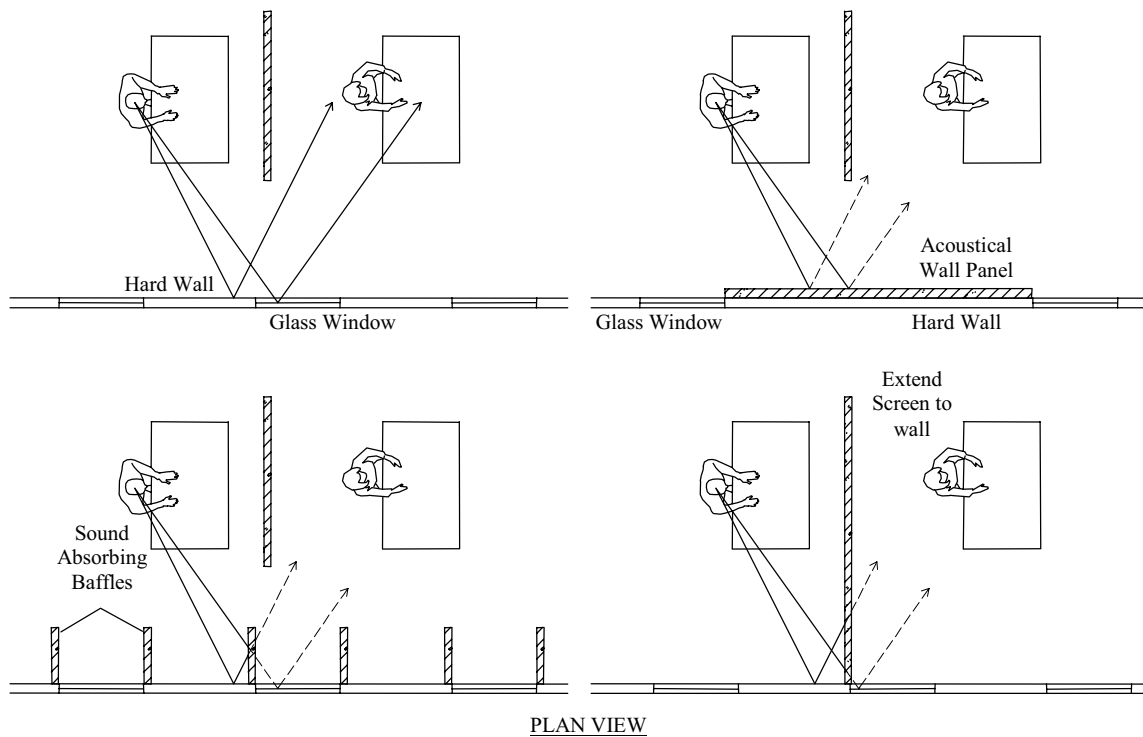 Hard Wall
Glass Window
Acoustical
Wall Panel
Glass Window
Hard Wall
Sound
Absorbing
Baffles
Extend
Screen to
wall
PLAN VIEW